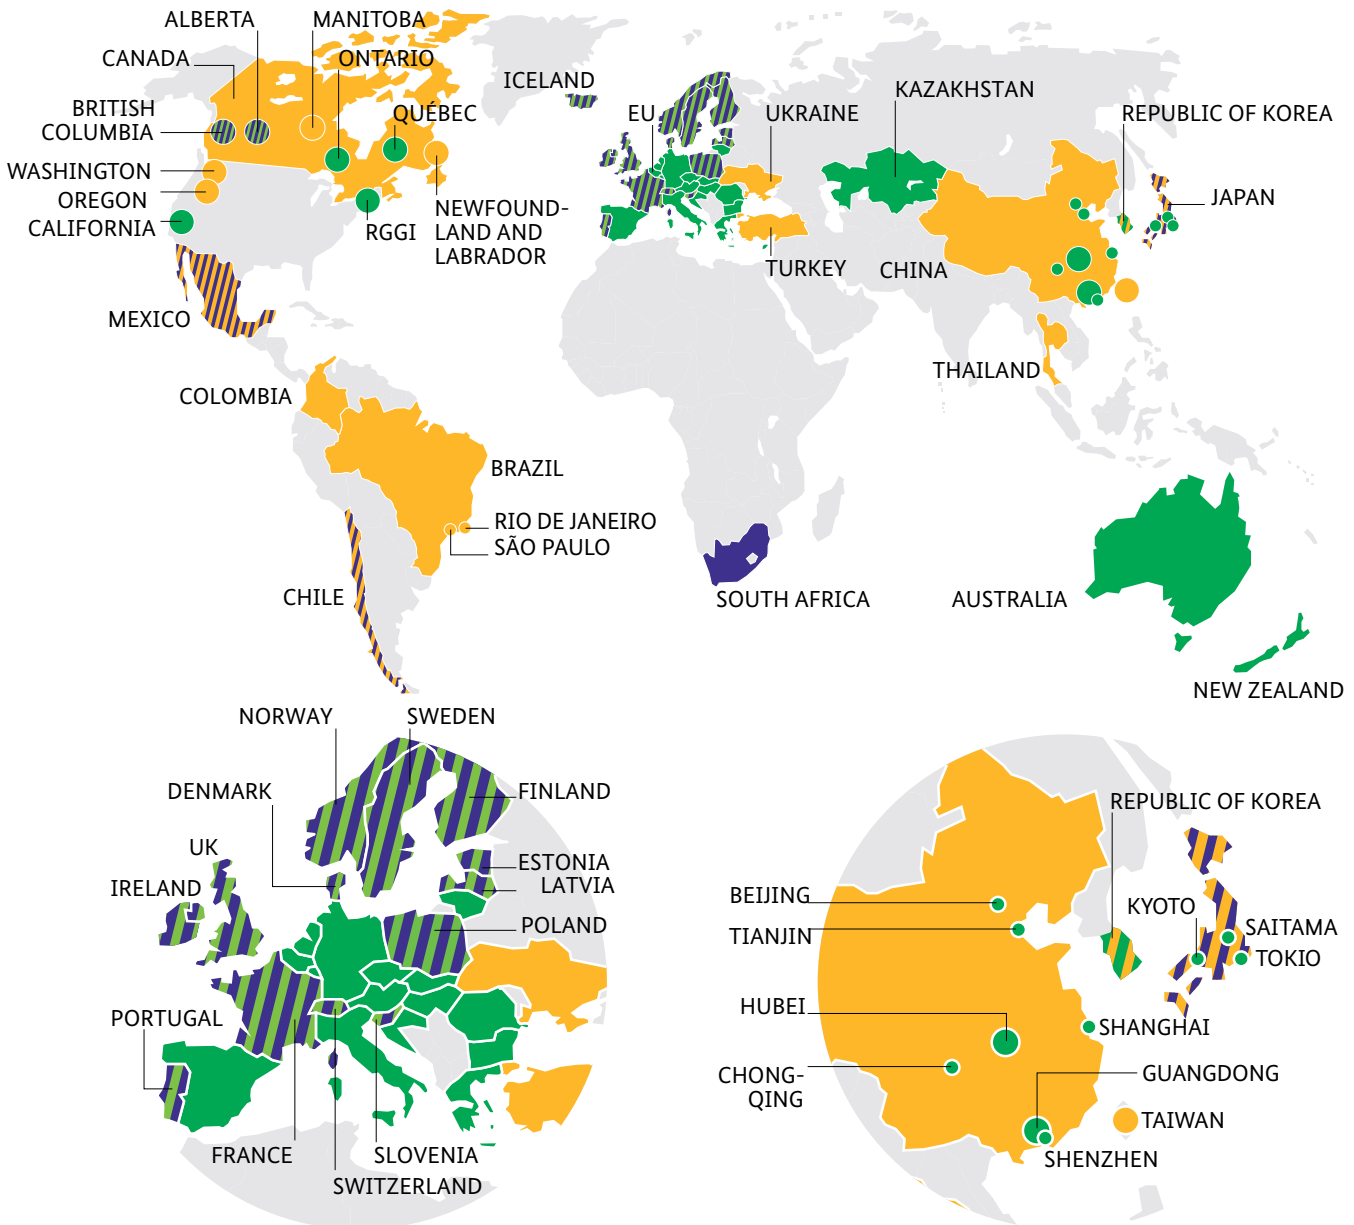 ALBERTA
MANITOBA
CANADA
ONTARIO
BRITISH
COLUMBIA
QUÉBEC
WASHINGTON
OREGON
CALIFORNIA
RGGI
NEWFOUND-
LAND AND
LABRADOR
MEXICO
ICELAND
EU
UKRAINE
KAZAKHSTAN
REPUBLIC OF KOREA
JAPAN
TURKEY
CHINA
THAILAND
COLOMBIA
BRAZIL
RIO DE JANEIRO
SÃO PAULO
CHILE
SOUTH AFRICA
AUSTRALIA
NEW ZEALAND
NORWAY
SWEDEN
DENMARK
FINLAND
UK
IRELAND
ESTONIA
LATVIA
POLAND
PORTUGAL
FRANCE
SLOVENIA
SWITZERLAND
REPUBLIC OF KOREA
BEIJING
TIANJIN
KYOTO
SAITAMA
TOKIO
HUBEI
SHANGHAI
CHONG-
QING
GUANGDONG
TAIWAN
SHENZHEN